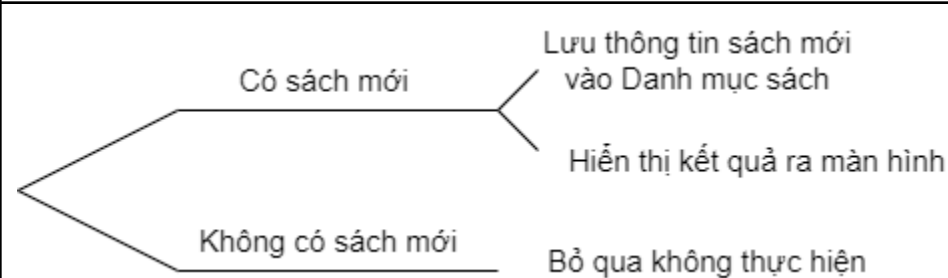 Có sách mới
Lưu thông tin sách mới
vào Danh mục sách
Hiển thị kết quả ra màn hình
Không có sách mới
Bỏ qua không thực hiện